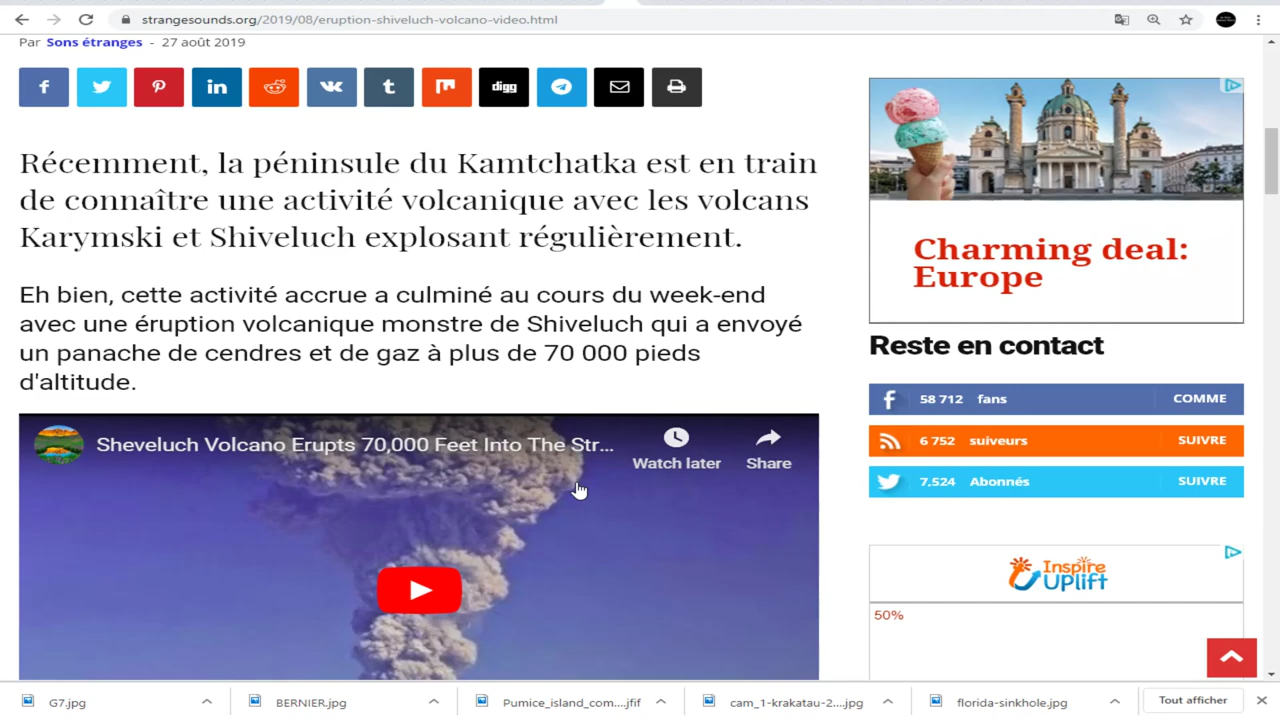 strangesounds.org/2019/08/eruption-shiveluch-volcano-video.html
Par Sons étranges - 27 août 2019
digg
Récemment, la péninsule du Kamtchatka est en train
de connaître une activité volcanique avec les volcans
Karymski et Shiveluch explosant régulièrement.
Eh bien, cette activité accrue a culminé au cours du week-end
avec une éruption volcanique monstre de Shiveluch qui a envoyé
un panache de cendres et de gaz à plus de 70 000 pieds
d'altitude.
Sheveluch Volcano Erupts 70,000 Feet Into The Str...
Watch later
Share
Charming deal:
Europe
Reste en contact
58 712 fans COMME
6 752 suiveurs SUIVRE
7,524 Abonnés SUIVRE
Inspire
Uplift
50%
G7.jpg
BERNIER.jpg
Pumice_island_com....jfif
cam_1-krakatau-2....jpg
florida-sinkhole.jpg
Tout afficher